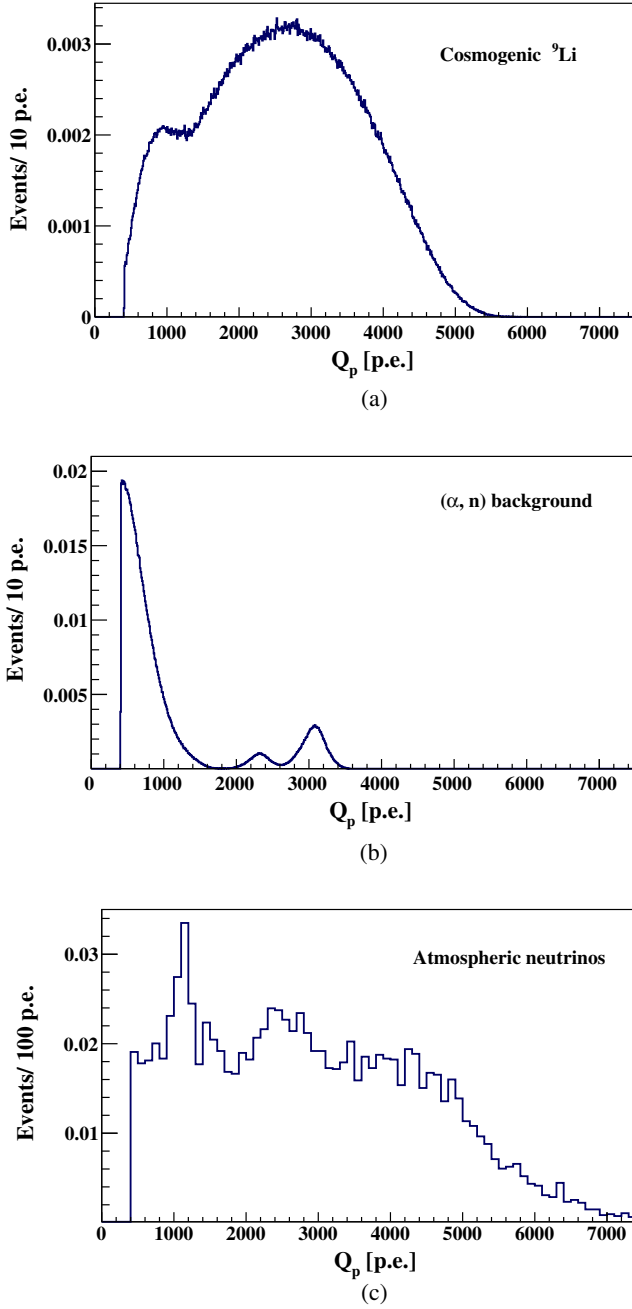 0.003
0.002
0.001
0
Events/ 10 p.e.
Cosmogenic ⁹Li
0 1000 2000 3000 4000 5000 6000 7000
Qₚ [p.e.]
(a)
0.02
0.015
0.01
0.005
Events/ 10 p.e.
(α, n) background
0 1000 2000 3000 4000 5000 6000 7000
Qₚ [p.e.]
(b)
0.03
0.02
0.01
Events/ 100 p.e.
Atmospheric neutrinos
0 1000 2000 3000 4000 5000 6000 7000
Qₚ [p.e.]
(c)